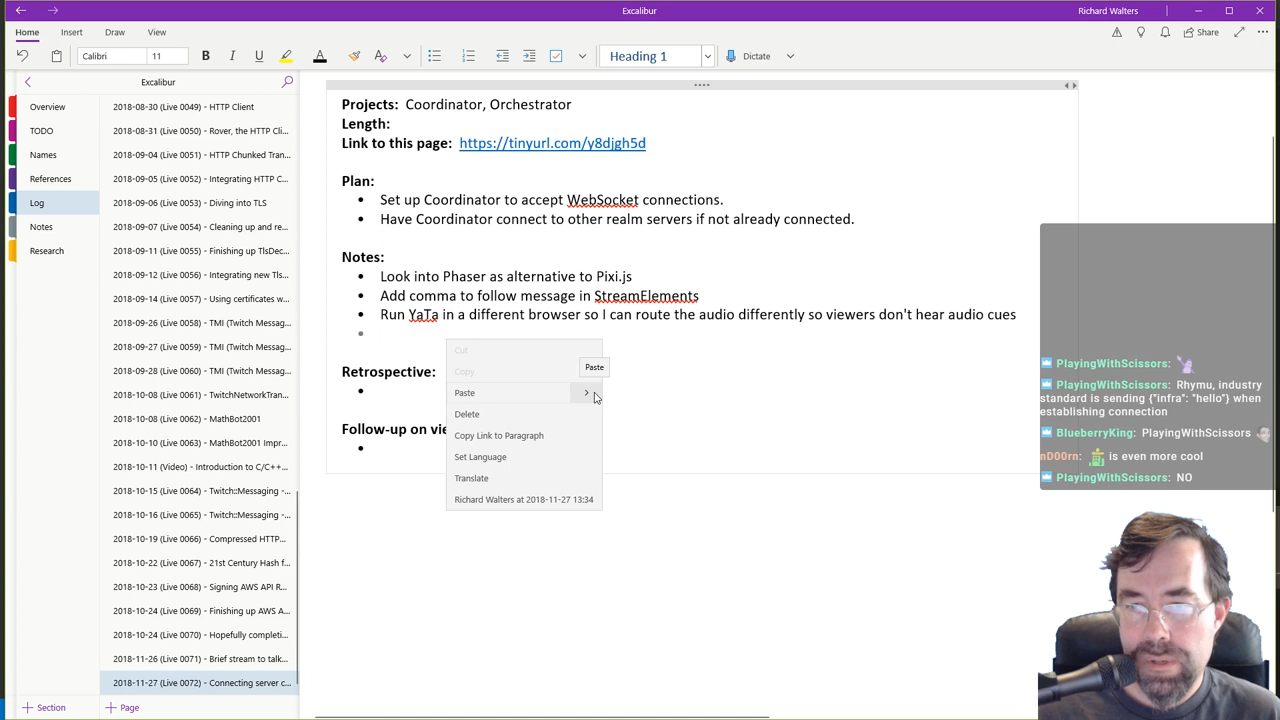 Excalibur
Richard Walters
Home
Insert
Draw
View
Share
Calibri
11
B
I
U
A
Heading 1
Dictate
Excalibur
Overview
TODO
Names
References
Log
Notes
Research
2018-08-30 (Live 0049) - HTTP Client
2018-08-31 (Live 0050) - Rover, the HTTP Cli...
2018-09-04 (Live 0051) - HTTP Chunked Tran...
2018-09-05 (Live 0052) - Integrating HTTP C...
2018-09-06 (Live 0053) - Diving into TLS
2018-09-07 (Live 0054) - Cleaning up and re...
2018-09-11 (Live 0055) - Finishing up TlsDec...
2018-09-12 (Live 0056) - Integrating new Tls...
2018-09-14 (Live 0057) - Using certificates w...
2018-09-26 (Live 0058) - TMI (Twitch Messag...
2018-09-27 (Live 0059) - TMI (Twitch Messag...
2018-09-28 (Live 0060) - TMI (Twitch Messag...
2018-10-08 (Live 0061) - TwitchNetworkTran...
2018-10-09 (Live 0062) - MathBot2001
2018-10-10 (Live 0063) - MathBot2001 Impr...
2018-10-11 (Video) - Introduction to C/C++...
2018-10-15 (Live 0064) - Twitch::Messaging -...
2018-10-16 (Live 0065) - Twitch::Messaging -...
2018-10-19 (Live 0066) - Compressed HTTP...
2018-10-22 (Live 0067) - 21st Century Hash f...
2018-10-23 (Live 0068) - Signing AWS API R...
2018-10-24 (Live 0069) - Finishing up AWS A...
2018-10-24 (Live 0070) - Hopefully completi...
2018-11-26 (Live 0071) - Brief stream to talk...
2018-11-27 (Live 0072) - Connecting server c...
Section
Page
Projects: Coordinator, Orchestrator
Length:
Link to this page: https://tinyurl.com/y8djgh5d
Plan:
Set up Coordinator to accept WebSocket connections.
Have Coordinator connect to other realm servers if not already connected.
Notes:
Look into Phaser as alternative to Pixi.js
Add comma to follow message in StreamElements
Run YaTa in a different browser so I can route the audio differently so viewers don't hear audio cues
Retrospective:
Follow-up on vie
Cut
Copy
Paste
Delete
Copy Link to Paragraph
Set Language
Translate
Richard Walters at 2018-11-27 13:34
Paste
PlayingWithScissors:
PlayingWithScissors: Rhymu, industry
standard is sending {"infra": "hello"} when
establishing connection
BlueberryKing: PlayingWithScissors
nD00rn: is even more cool
PlayingWithScissors: NO